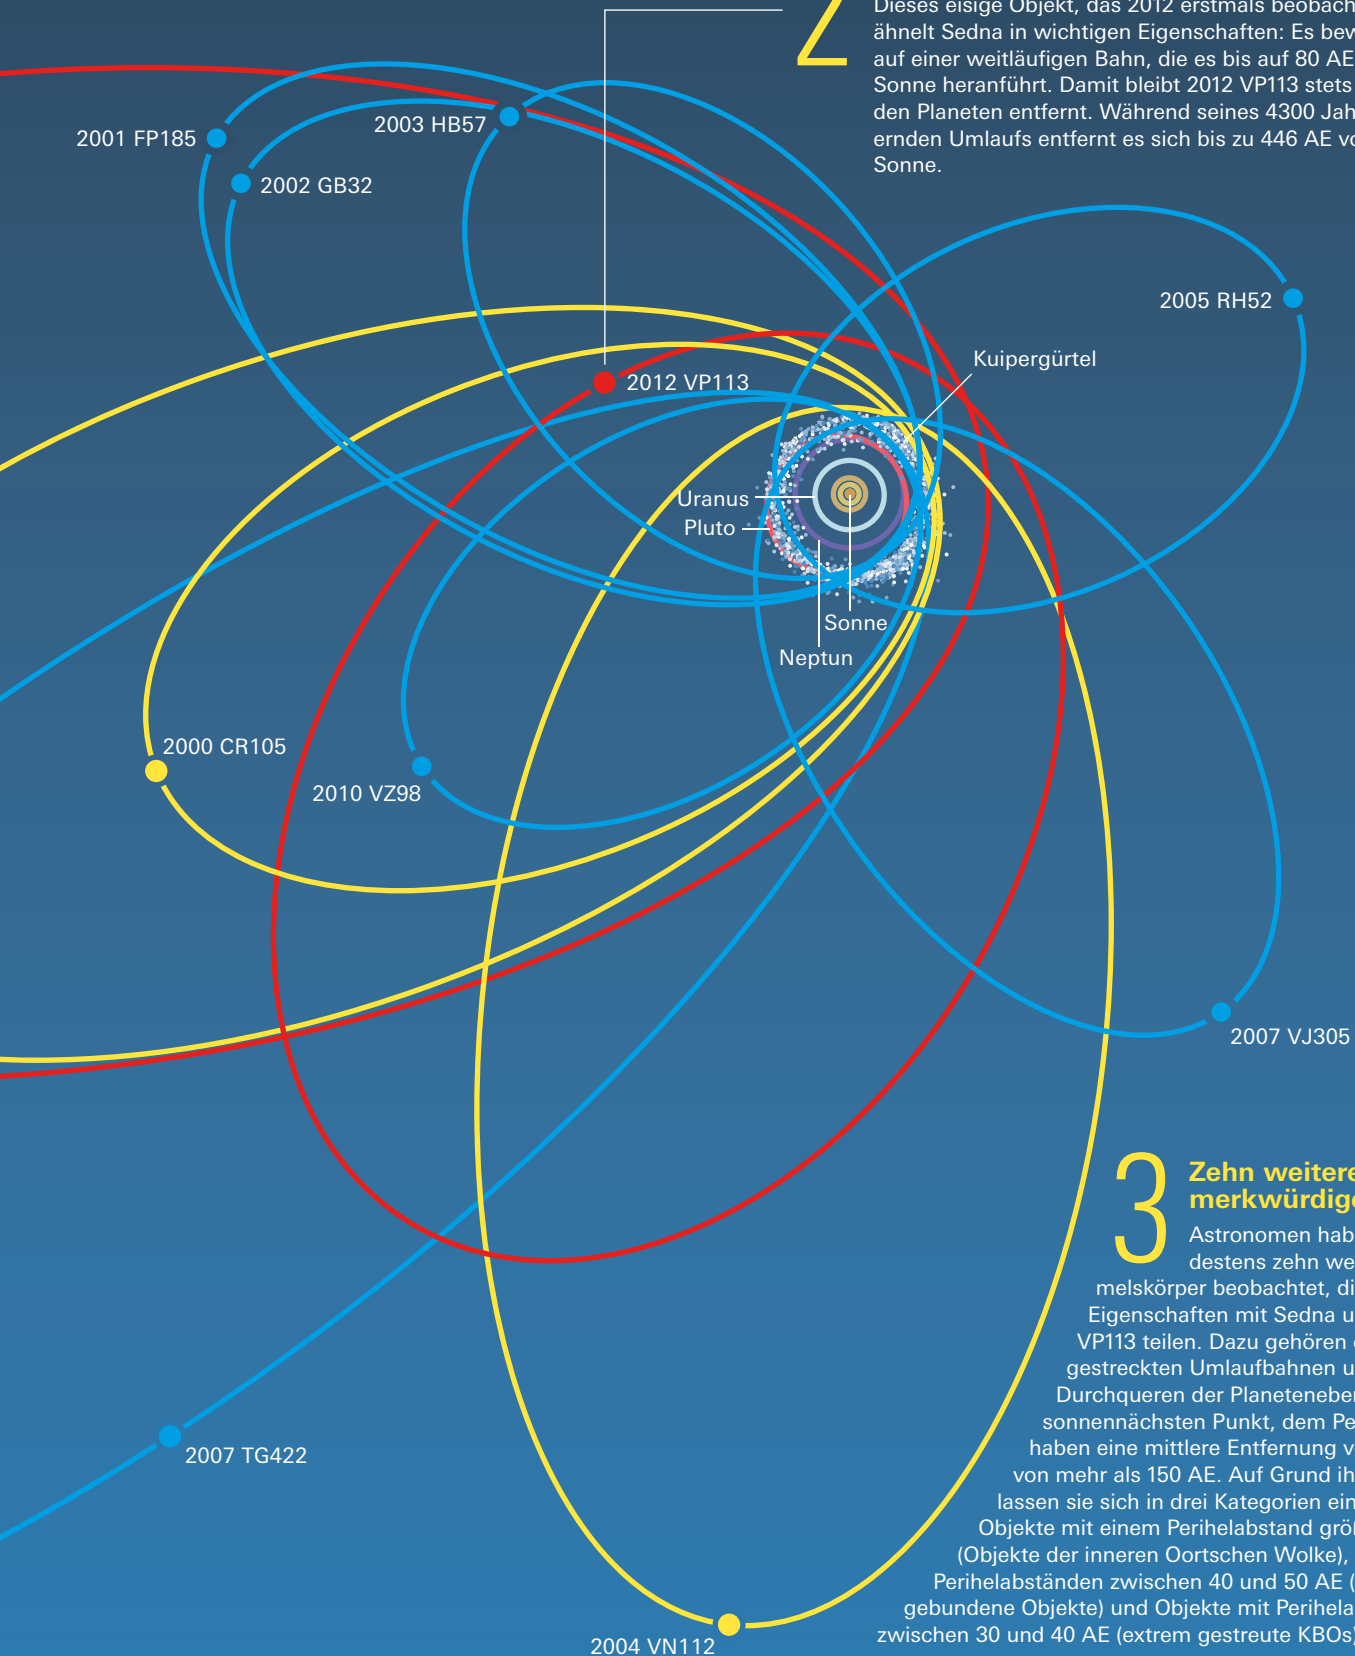 2
Dieses eisige Objekt, das 2012 erstmals
ähnelt Sedna in wichtigen Eigenschaften: Es
auf einer weitläufigen Bahn, die es bis auf 80 AE
Sonne heranführt. Damit bleibt 2012 VP113 stets
den Planeten entfernt. Während seines 4300
ernden Umlaufs entfernt es sich bis zu 446 AE
Sonne.
2001 FP185
2003 HB57
2002 GB32
2005 RH52
Kuipergürtel
2012 VP113
Uranus
Pluto
Sonne
Neptun
2000 CR105
2010 VZ98
2007 VJ305
3
Zehn weitere
merkwürdige
Astronomen hab
destens zehn we
melskörper beobachtet, di
Eigenschaften mit Sedna u
VP113 teilen. Dazu gehören
gestreckten Umlaufbahnen u
Durchqueren der Planeteneber
sonnennächsten Punkt, dem Pe
haben eine mittlere Entfernung v
von mehr als 150 AE. Auf Grund ih
lassen sie sich in drei Kategorien ein
Objekte mit einem Perihelabstand grö
(Objekte der inneren Oortschen Wolke),
Perihelabständen zwischen 40 und 50 AE (
gebundene Objekte) und Objekte mit Perihela
zwischen 30 und 40 AE (extrem gestreute KBOs)
2007 TG422
2004 VN112